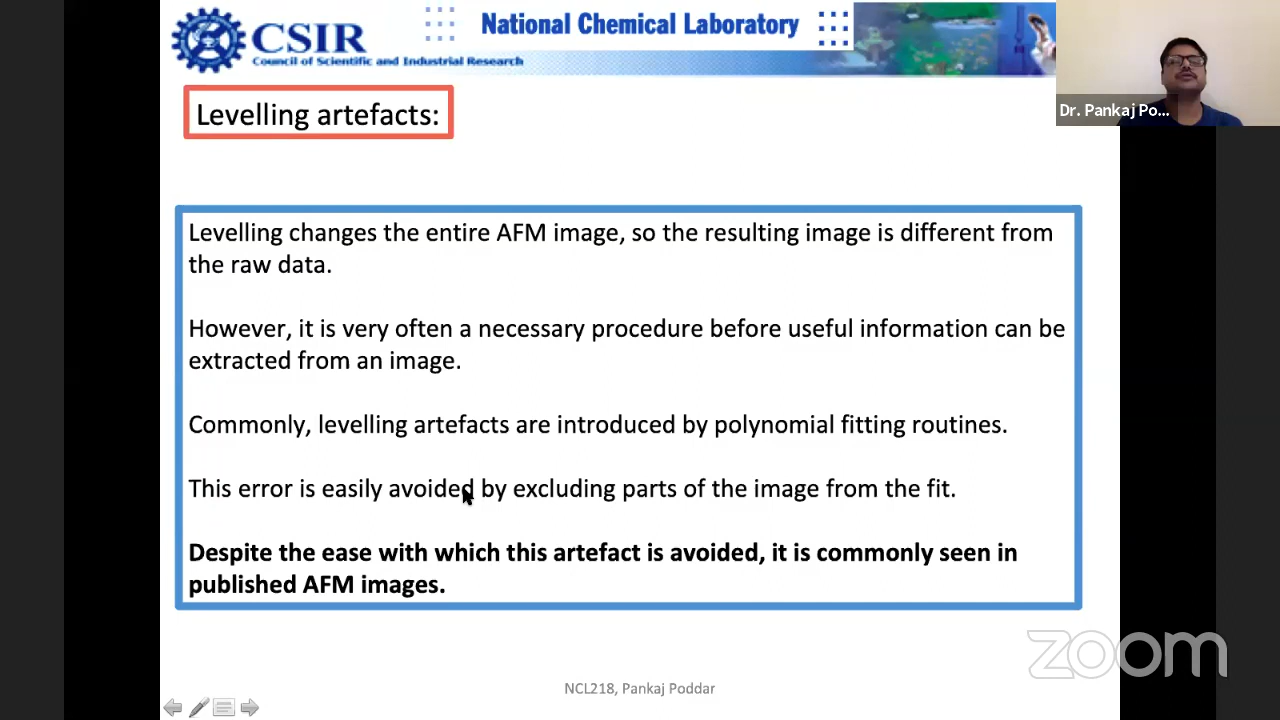 CSIR
Council of Scientific and Industrial Research
National Chemical Laboratory
Dr. Pankaj Po...
Levelling artefacts:
Levelling changes the entire AFM image, so the resulting image is different from
the raw data.
However, it is very often a necessary procedure before useful information can be
extracted from an image.
Commonly, levelling artefacts are introduced by polynomial fitting routines.
This error is easily avoided by excluding parts of the image from the fit.
Despite the ease with which this artefact is avoided, it is commonly seen in
published AFM images.
zoom
NCL218, Pankaj Poddar